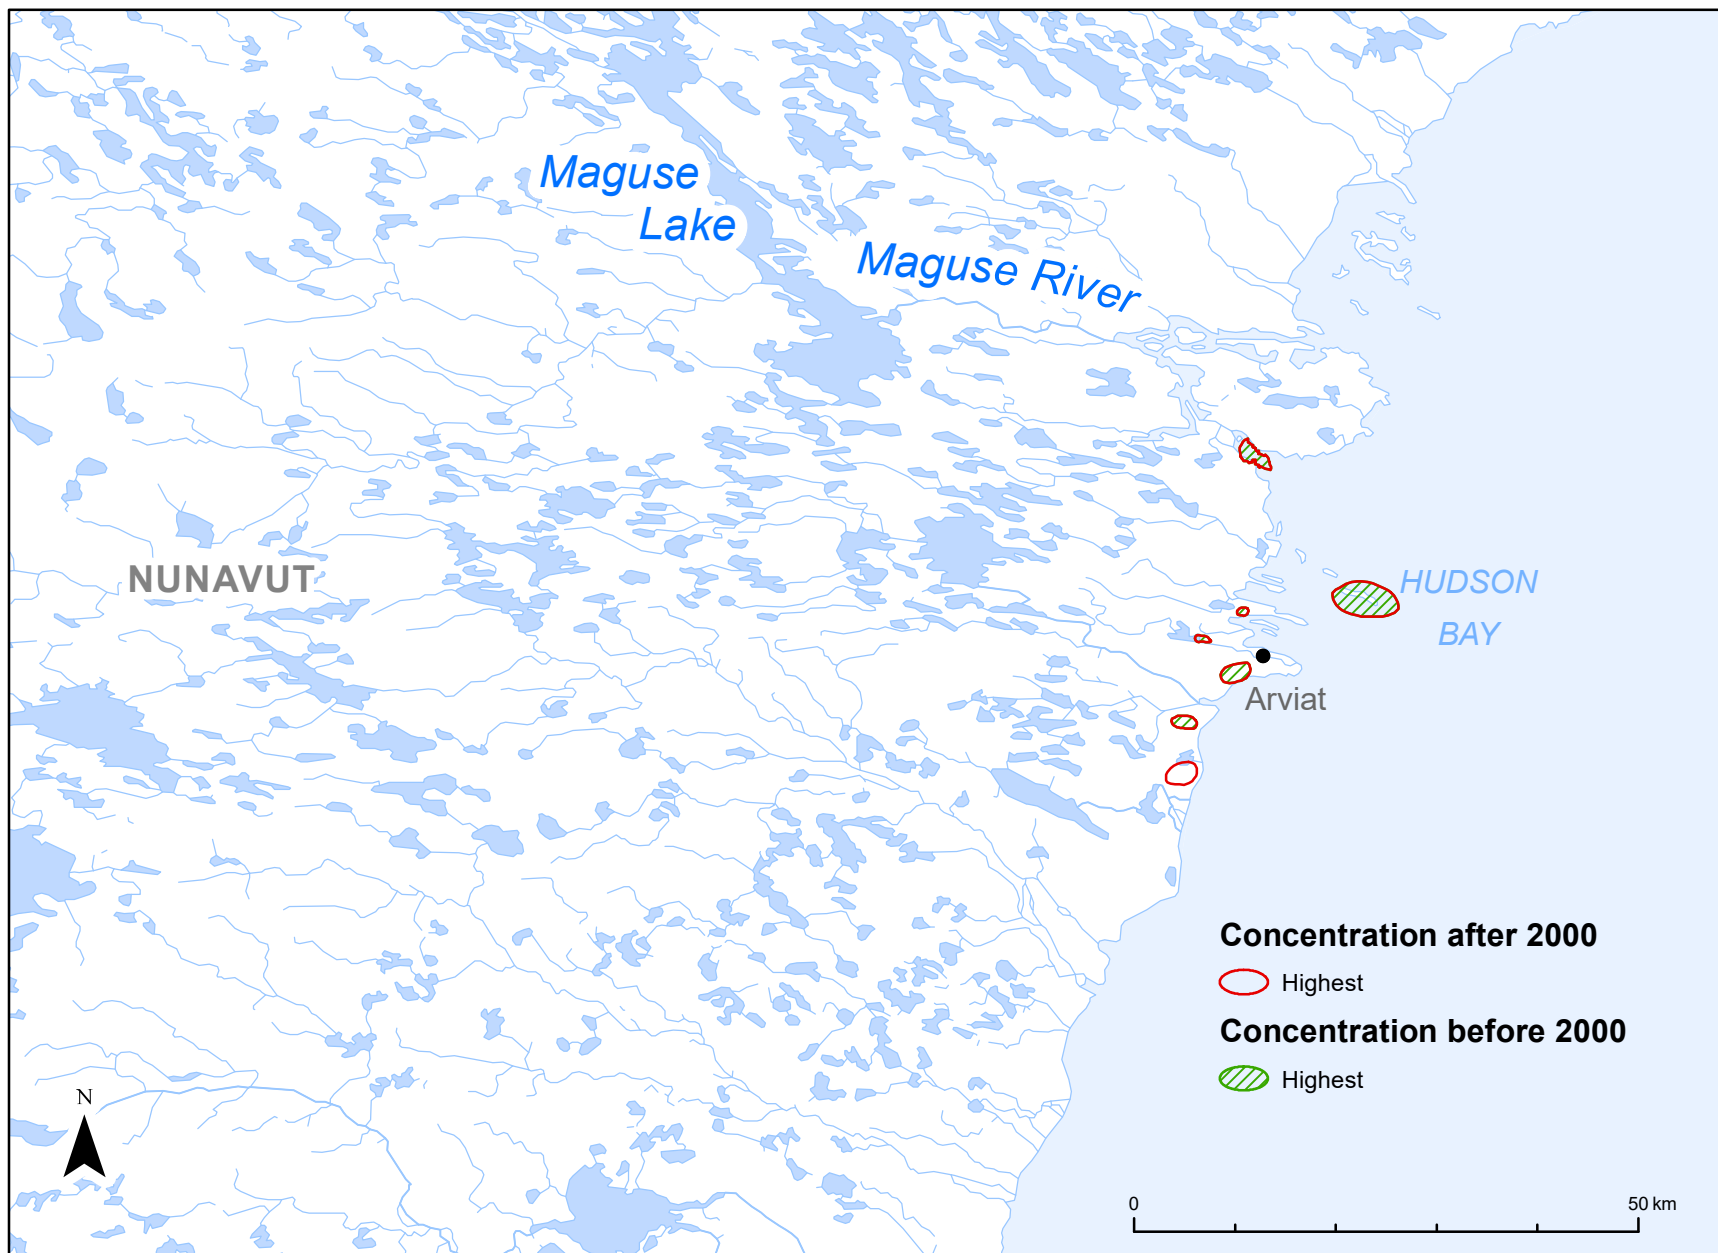 Maguse
Lake
Maguse River
NUNAVUT
HUDSON
BAY
Arviat
Concentration after 2000
Highest
Concentration before 2000
Highest
N
0
50 km